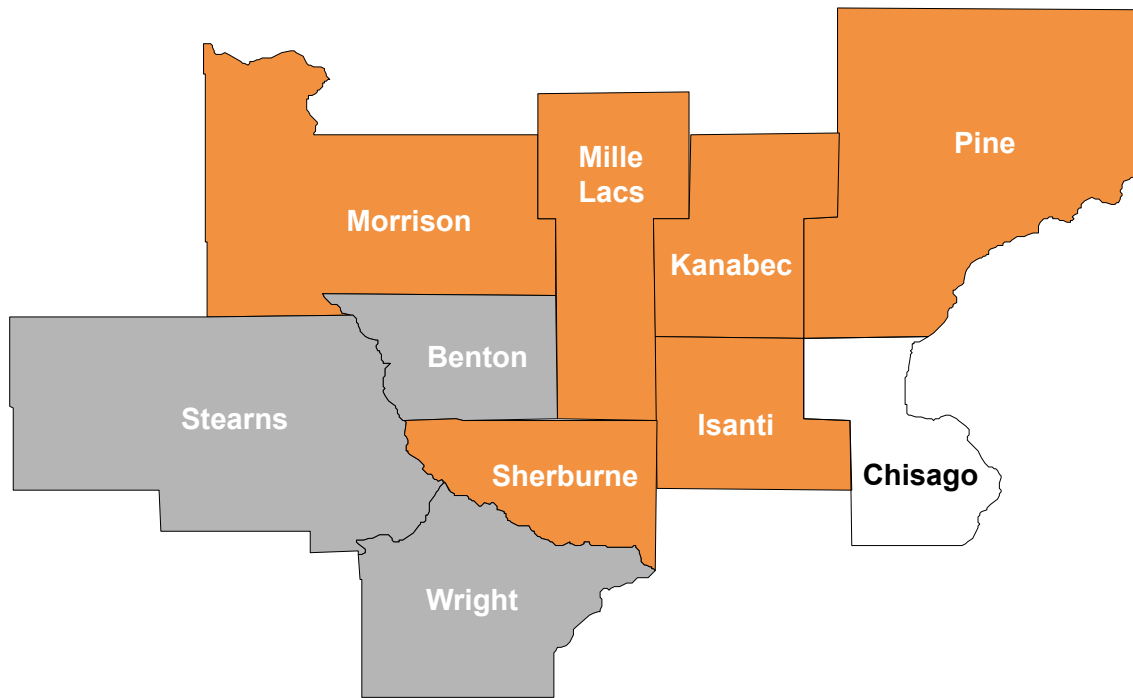 Pine
Mille
Lacs
Morrison
Kanabec
Benton
Stearns
Isanti
Sherburne
Chisago
Wright